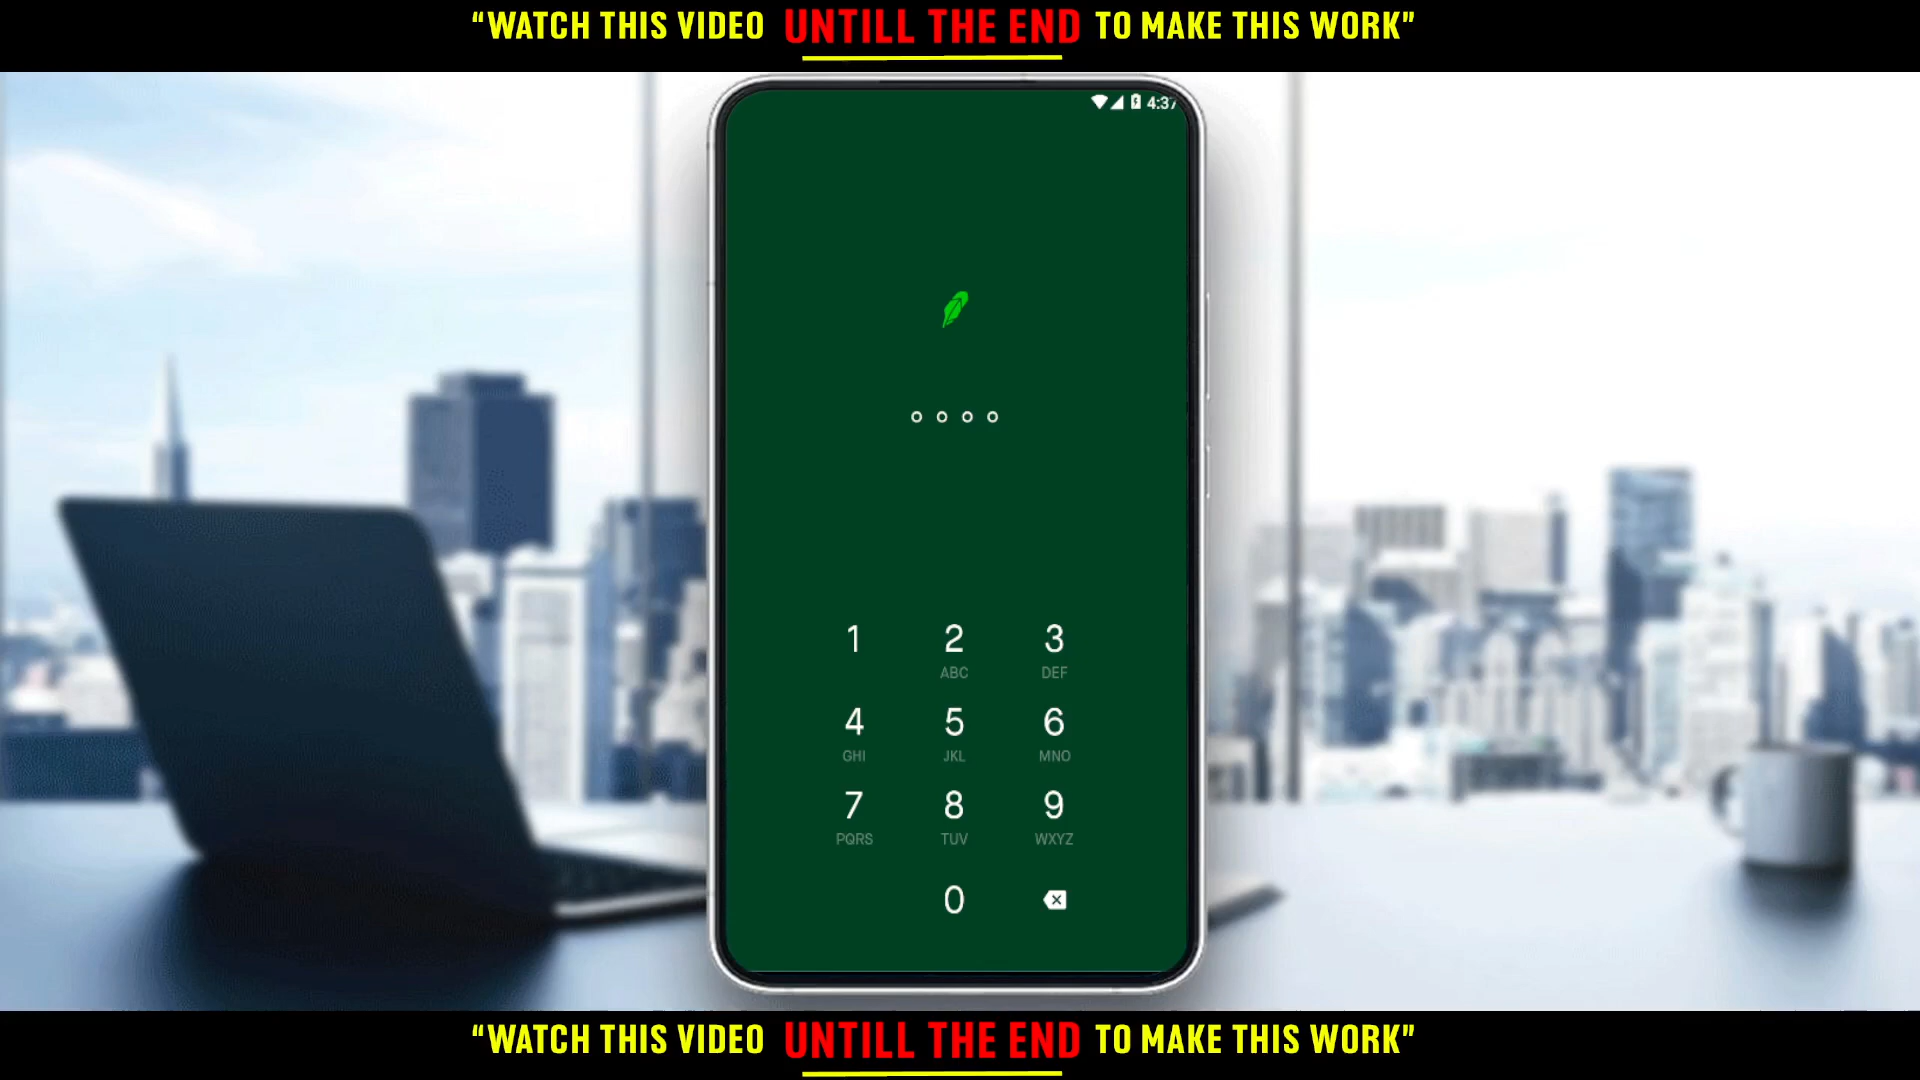 “WATCH THIS VIDEO UNTILL THE END TO MAKE THIS WORK”
4:37
1 2 3
ABC DEF
4 5 6
GHI JKL MNO
7 8 9
PQRS TUV WXYZ
0
“WATCH THIS VIDEO UNTILL THE END TO MAKE THIS WORK”